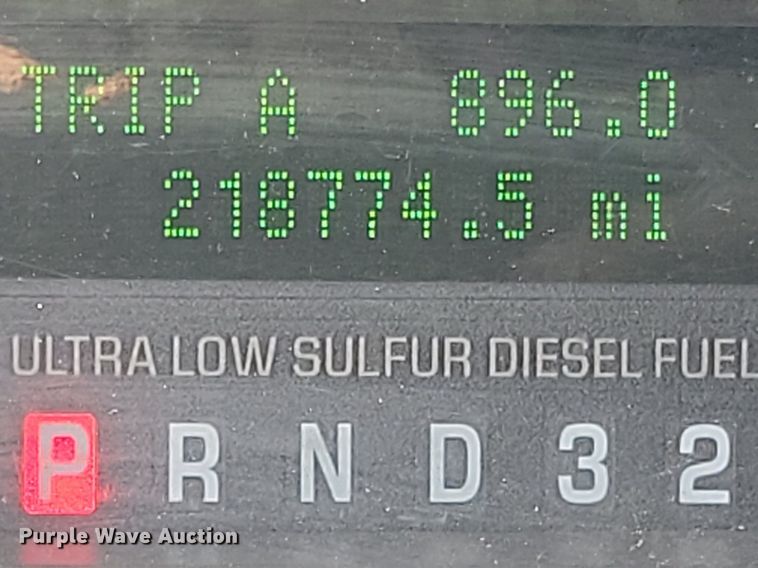 TRIP A 896.0
218774.5 mi
ULTRA LOW SULFUR DIESEL FUEL
P R N D 3 2
Purple Wave Auction